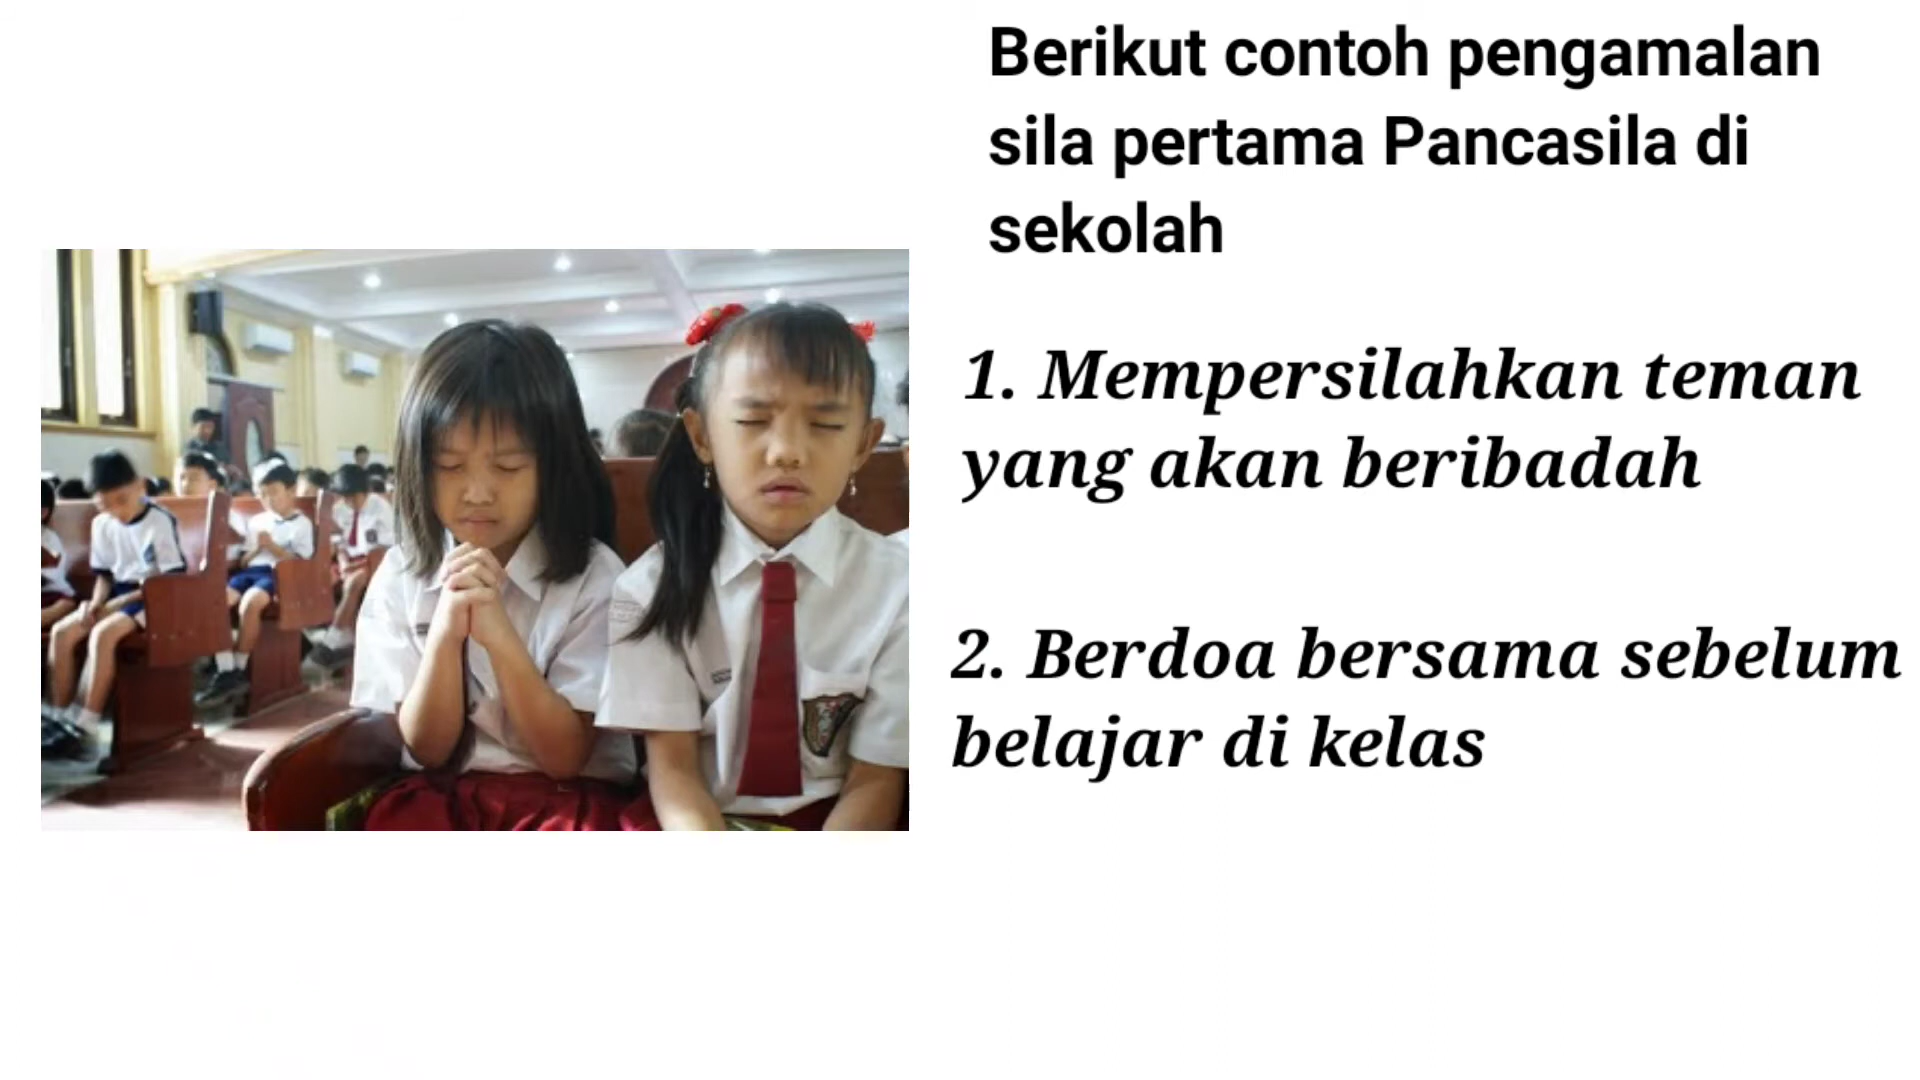 Berikut contoh pengamalan
sila pertama Pancasila di
sekolah
1. Mempersilahkan teman
yang akan beribadah
2. Berdoa bersama sebelum
belajar di kelas